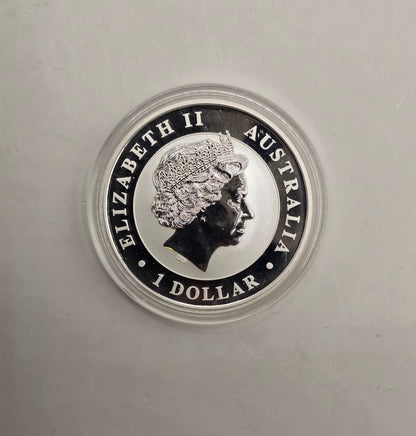 ELIZABETH II AUSTRALIA
• 1 DOLLAR •